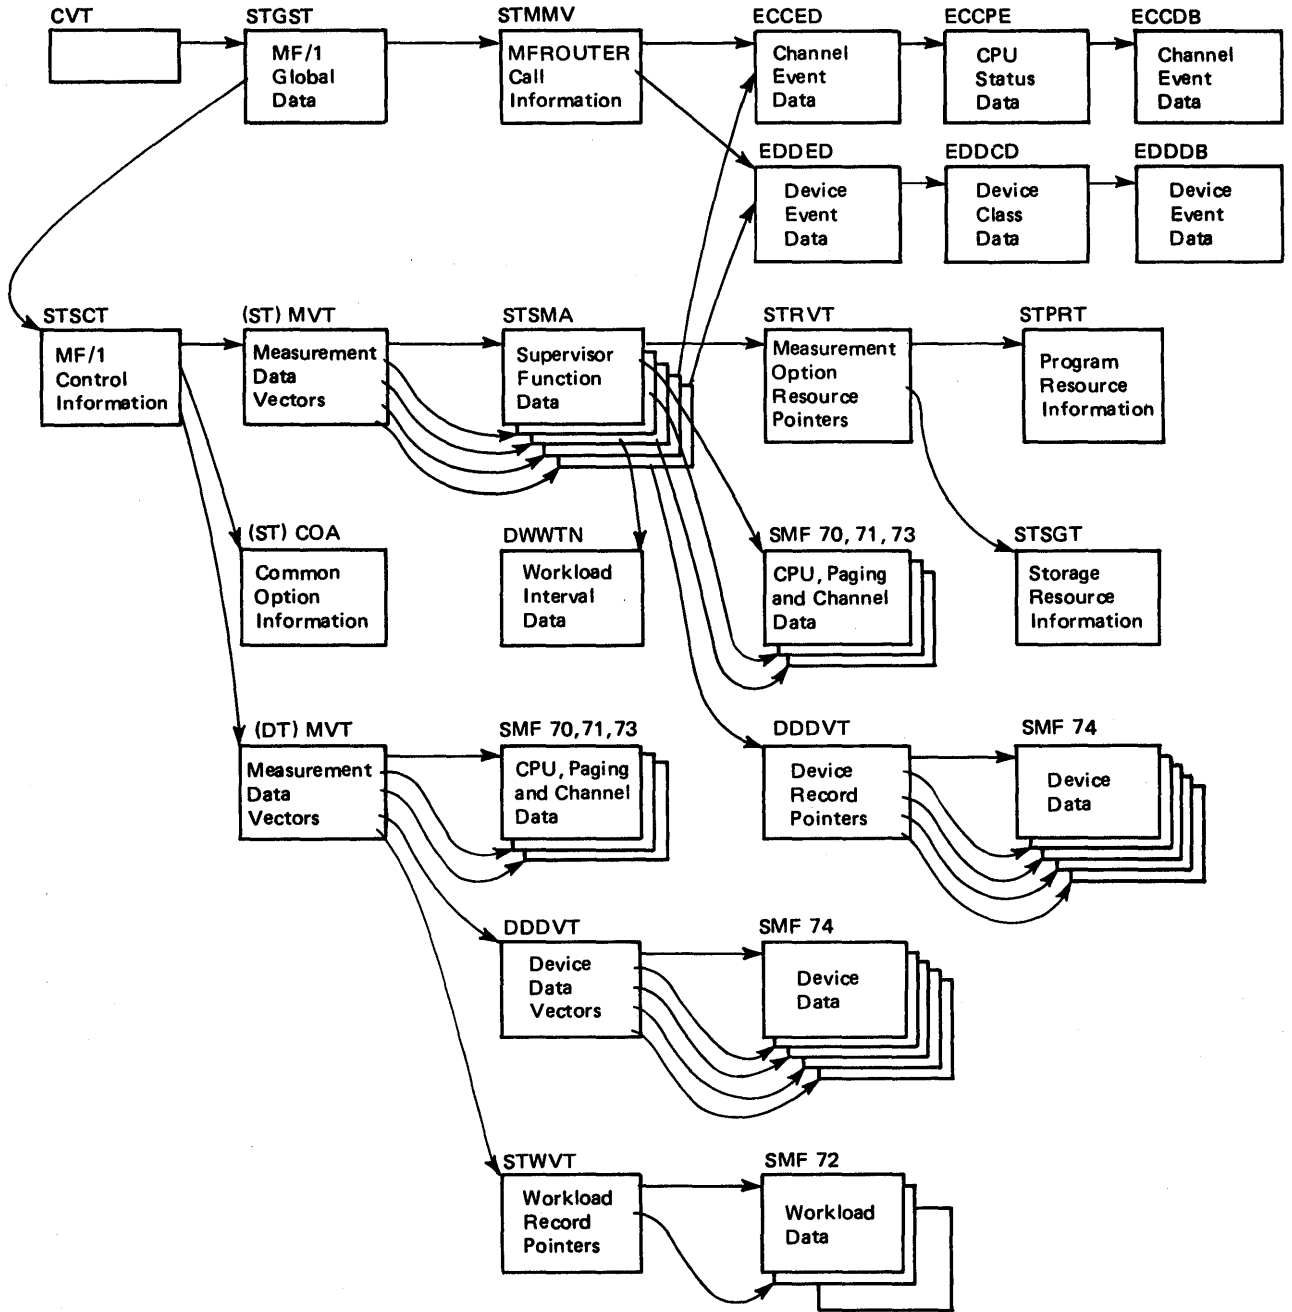 CVT
STGST
MF/1
Global
Data
STMMV
MFROUTER
Call
Information
ECCED
Channel
Event
Data
ECCPE
CPU
Status
Data
ECCDB
Channel
Event
Data
EDDED
Device
Event
Data
EDDCD
Device
Class
Data
EDDDB
Device
Event
Data
STSCT
MF/1
Control
Information
(ST) MVT
Measurement
Data
Vectors
STSMA
Supervisor
Function
Data
STRVT
Measurement
Option
Resource
Pointers
STPRT
Program
Resource
Information
(ST) COA
Common
Option
Information
DWWTN
Workload
Interval
Data
SMF 70, 71, 73
CPU, Paging
and Channel
Data
STSGT
Storage
Resource
Information
(DT) MVT
Measurement
Data
Vectors
SMF 70, 71, 73
CPU, Paging
and Channel
Data
DDDVT
Device
Record
Pointers
SMF 74
Device
Data
DDDVT
Device
Data
Vectors
SMF 74
Device
Data
STWVT
Workload
Record
Pointers
SMF 72
Workload
Data